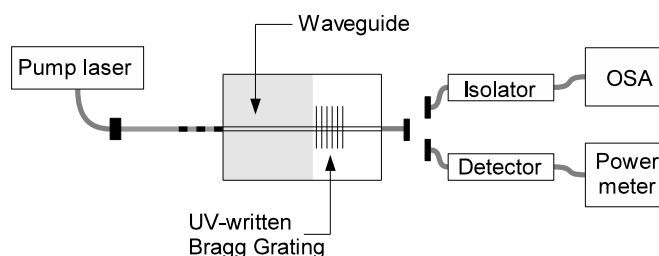 Waveguide
Pump laser
Isolator
OSA
Detector
Power
meter
UV-written
Bragg Grating